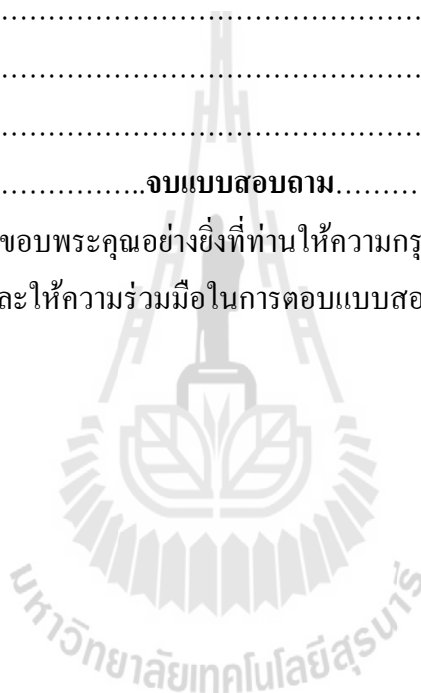 ……………………………………………
……………………………………………
……………………………………………
……………..จบแบบสอบถาม………
ขอบพระคุณอย่างยิ่งที่ท่านให้ความกรุ
ละให้ความร่วมมือในการตอบแบบสอ
มหาวิทยาลัยเทคโนโลยีสุรนารี